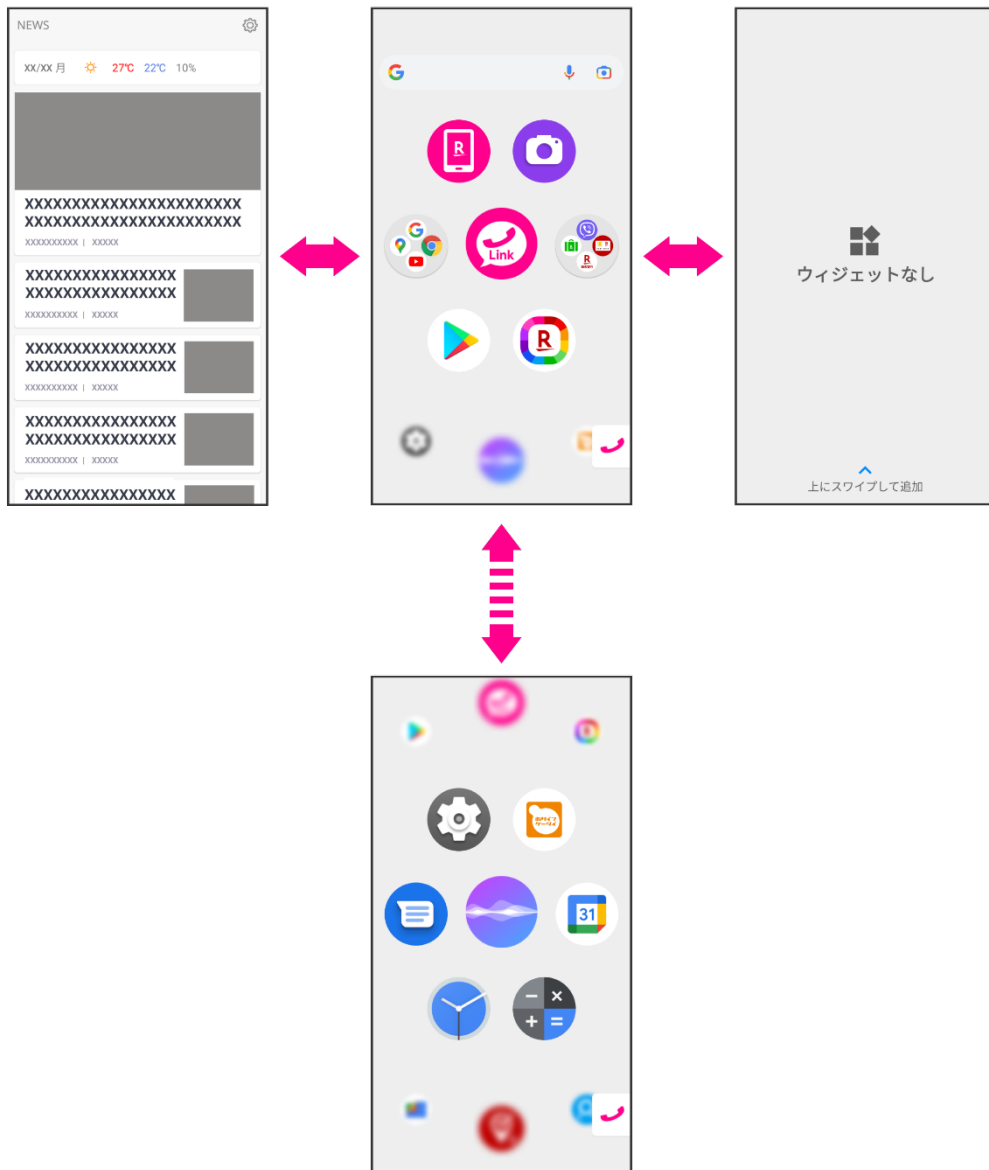 NEWS
XX/XX 月 27℃ 22℃ 10%
XXXXXXXXXXXXXXXXXXXXXXX
XXXXXXXXXXXXXXXXXXXXXXX
XXXXXXXXXX | XXXXX
XXXXXXXXXXXXXXXX
XXXXXXXXXXXXXXXX
XXXXXXXXXX | XXXXX
XXXXXXXXXXXXXXXX
XXXXXXXXXXXXXXXX
XXXXXXXXXX | XXXXX
XXXXXXXXXXXXXXXX
XXXXXXXXXXXXXXXX
XXXXXXXXXX | XXXXX
XXXXXXXXXXXXXXXX
G
R
G
Link
R
R
ウィジェットなし
上にスワイプして追加
31
− ×
+ =